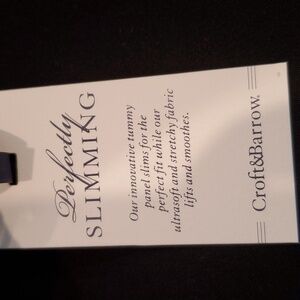 Perfectly
SLIMMING
Our innovative tummy
panel slims for the
perfect fit while our
ultrasoft and stretchy fabric
lifts and smoothes.
Croft&Barrow.